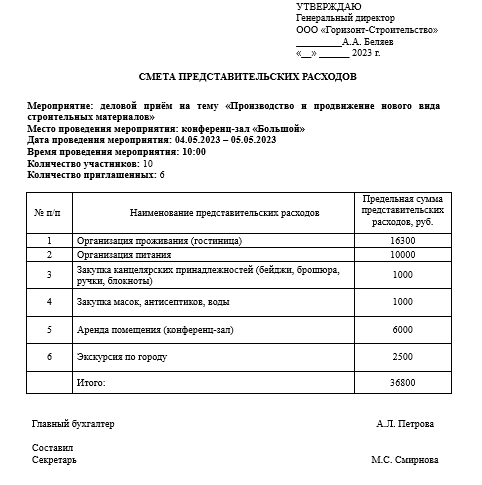 УТВЕРЖДАЮ
Генеральный директор
ООО «Горизонт-Строительство»
__________А.А. Беляев
«__» ______ 2023 г.
СМЕТА ПРЕДСТАВИТЕЛЬСКИХ РАСХОДОВ
Мероприятие: деловой приём на тему «Производство и продвижение нового вида
строительных материалов»
Место проведения мероприятия: конференц-зал «Большой»
Дата проведения мероприятия: 04.05.2023 – 05.05.2023
Время проведения мероприятия: 10:00
Количество участников: 10
Количество приглашенных: 6
№ п/п Наименование представительских расходов Предельная сумма
представительских
расходов, руб.
1 Организация проживания (гостиница) 16300
2 Организация питания 10000
3 Закупка канцелярских принадлежностей (бейджи, брошюра, 1000
ручки, блокноты)
4 Закупка масок, антисептиков, воды 1000
5 Аренда помещения (конференц-зал) 6000
6 Экскурсия по городу 2500
Итого: 36800
Главный бухгалтер А.Л. Петрова
Составил
Секретарь М.С. Смирнова